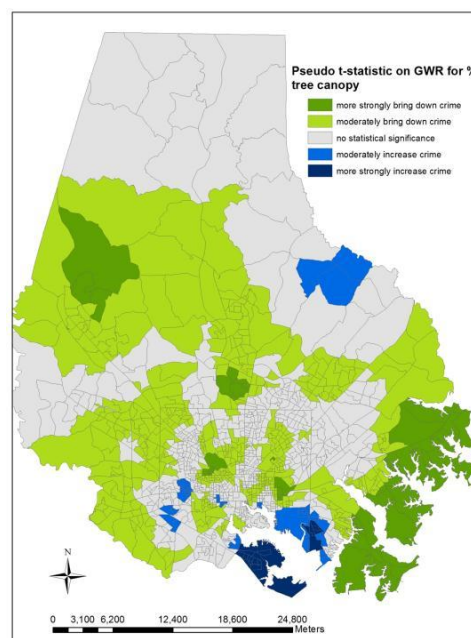 Pseudo t-statistic on GWR for %
tree canopy
more strongly bring down crime
moderately bring down crime
no statistical significance
moderately increase crime
more strongly increase crime
N
0 3,100 6,200 12,400 18,600 24,800
Meters